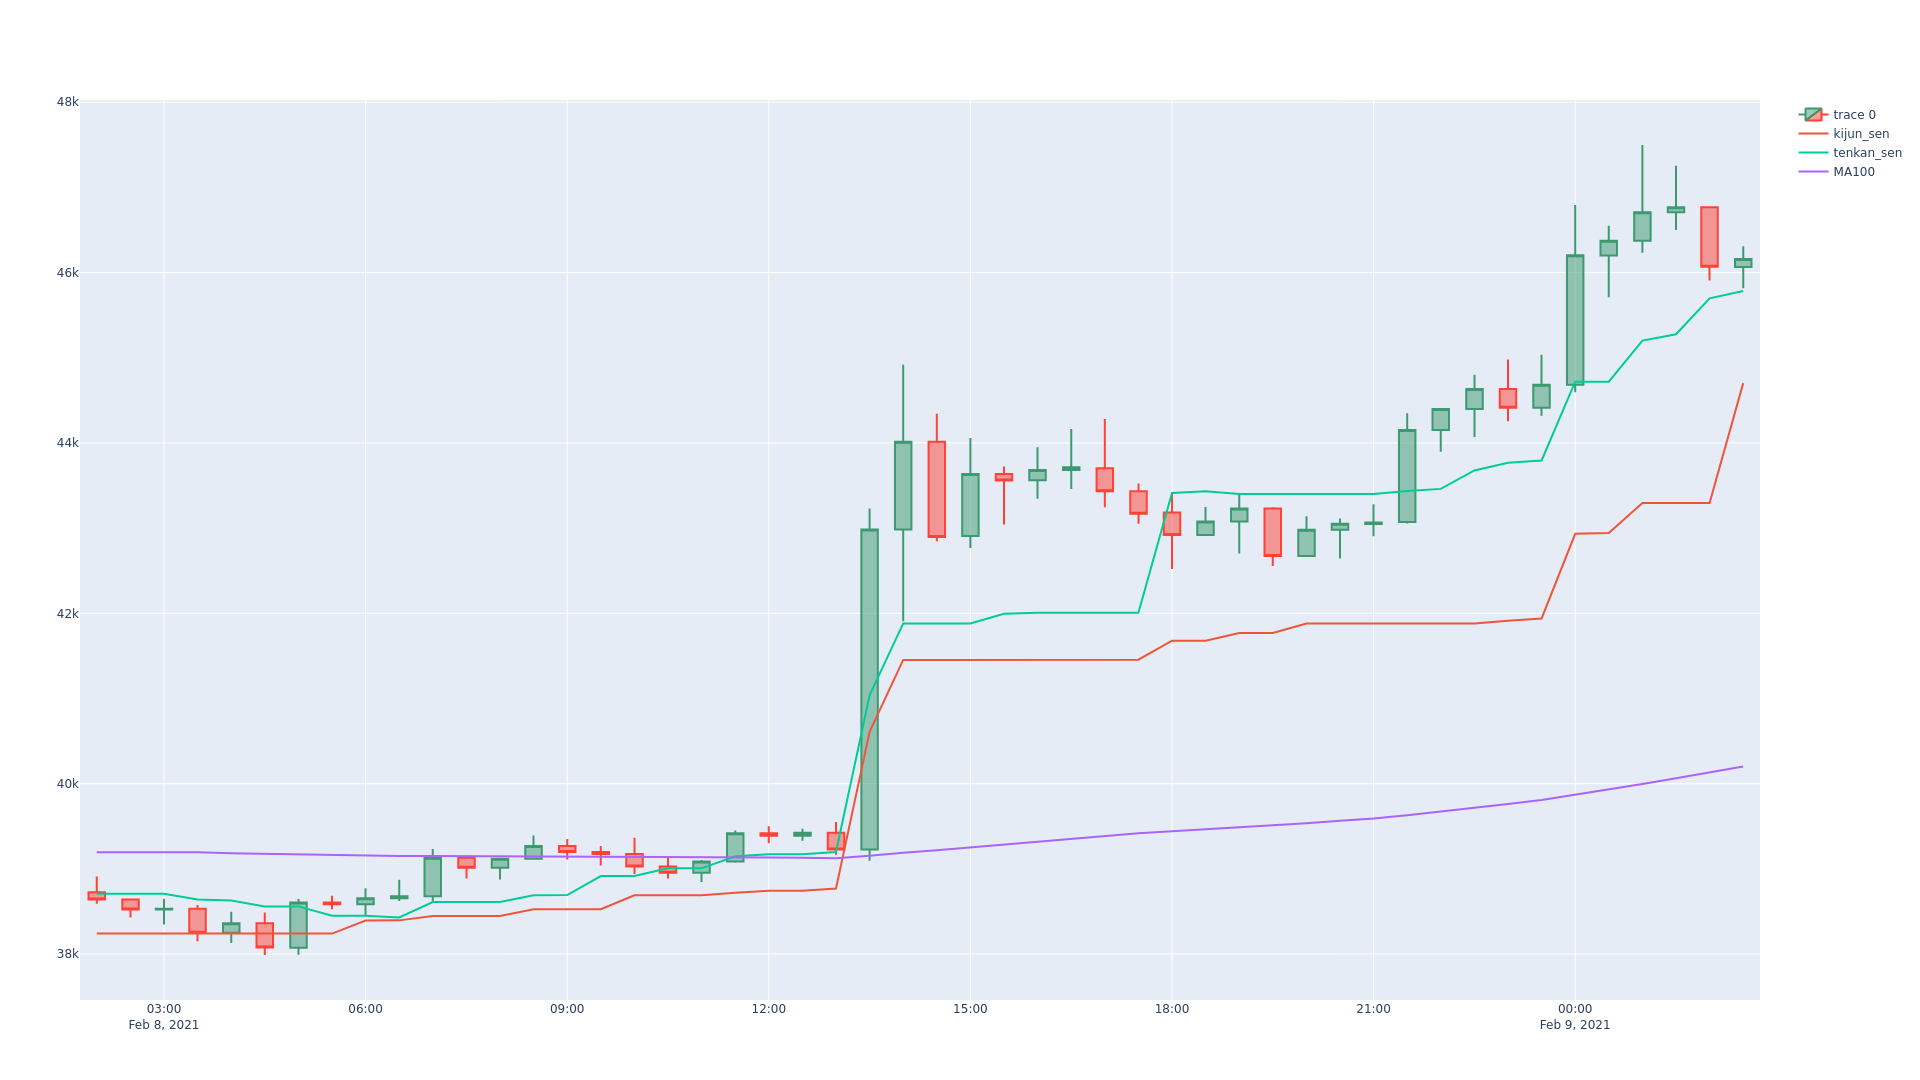 48k
46k
44k
42k
40k
38k
03:00
Feb 8, 2021
06:00
09:00
12:00
15:00
18:00
21:00
00:00
Feb 9, 2021
trace 0
kijun_sen
tenkan_sen
MA100